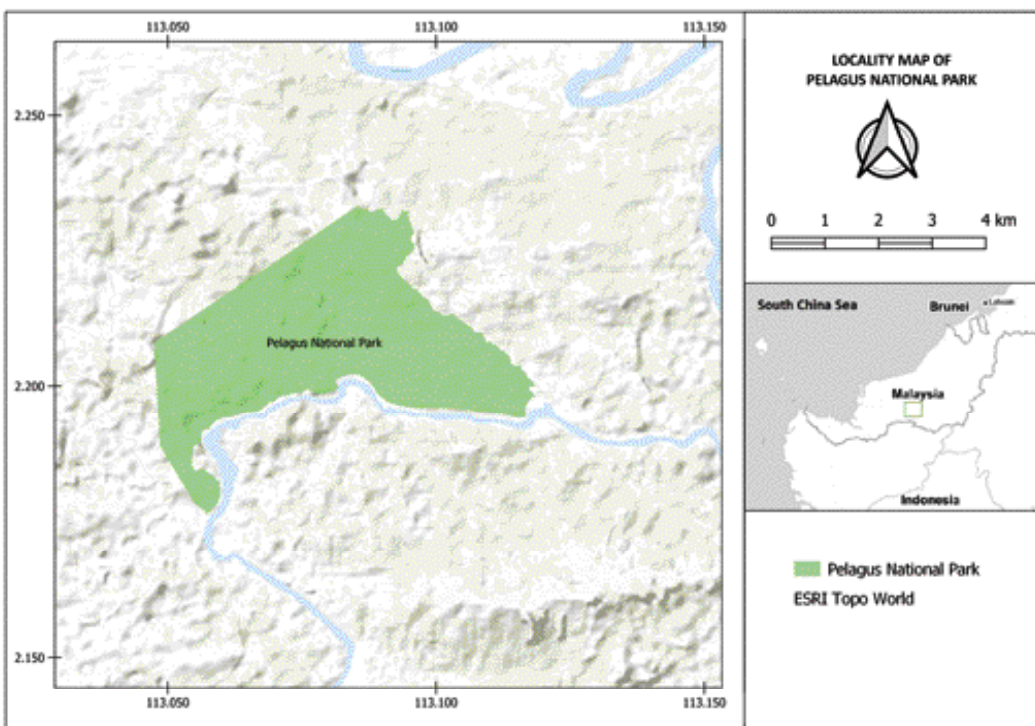 113.050
113.100
113.150
2.250
2.200
2.150
Pelagus National Park
113.050
113.100
113.150
LOCALITY MAP OF
PELAGUS NATIONAL PARK
0 1 2 3 4 km
South China Sea
Brunei
Labuan
Malaysia
Indonesia
Pelagus National Park
ESRI Topo World